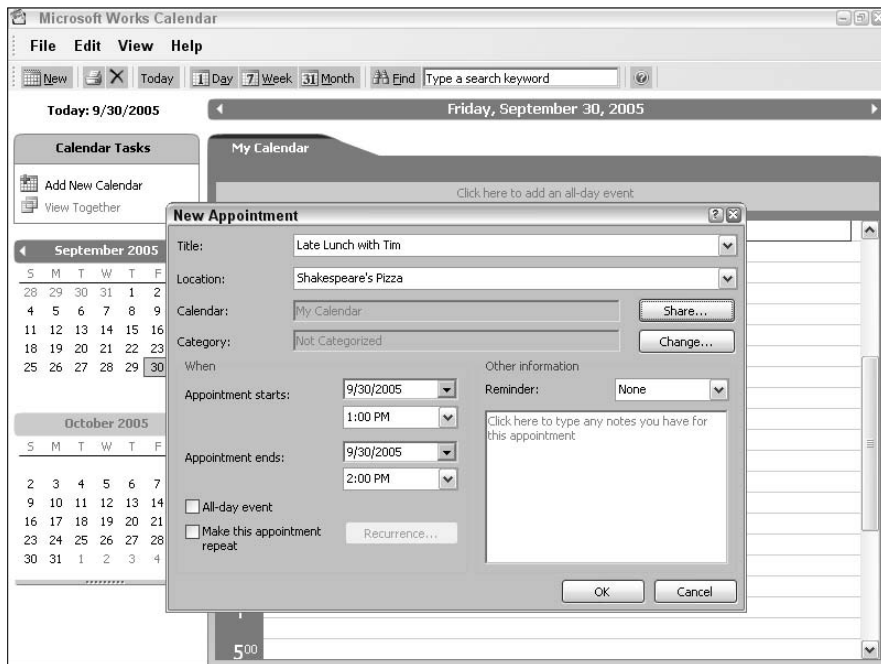 Microsoft Works Calendar
File Edit View Help
New Today 1 Day 7 Week 31 Month Find Type a search keyword
Today: 9/30/2005
Friday, September 30, 2005
Calendar Tasks
My Calendar
Add New Calendar
View Together
Click here to add an all-day event
September 2005
S M T W T F
28 29 30 31 1 2
4 5 6 7 8 9
11 12 13 14 15 16
18 19 20 21 22 23
25 26 27 28 29 30
October 2005
S M T W T F
2 3 4 5 6 7
9 10 11 12 13 14
16 17 18 19 20 21
23 24 25 26 27 28
30 31 1 2 3 4
New Appointment
Title: Late Lunch with Tim
Location: Shakespeare's Pizza
Calendar: My Calendar Share...
Category: Not Categorized Change...
When
Appointment starts: 9/30/2005
1:00 PM
Appointment ends: 9/30/2005
2:00 PM
All-day event
Make this appointment
repeat
Recurrence...
Other information
Reminder: None
Click here to type any notes you have for
this appointment
OK Cancel
5 00